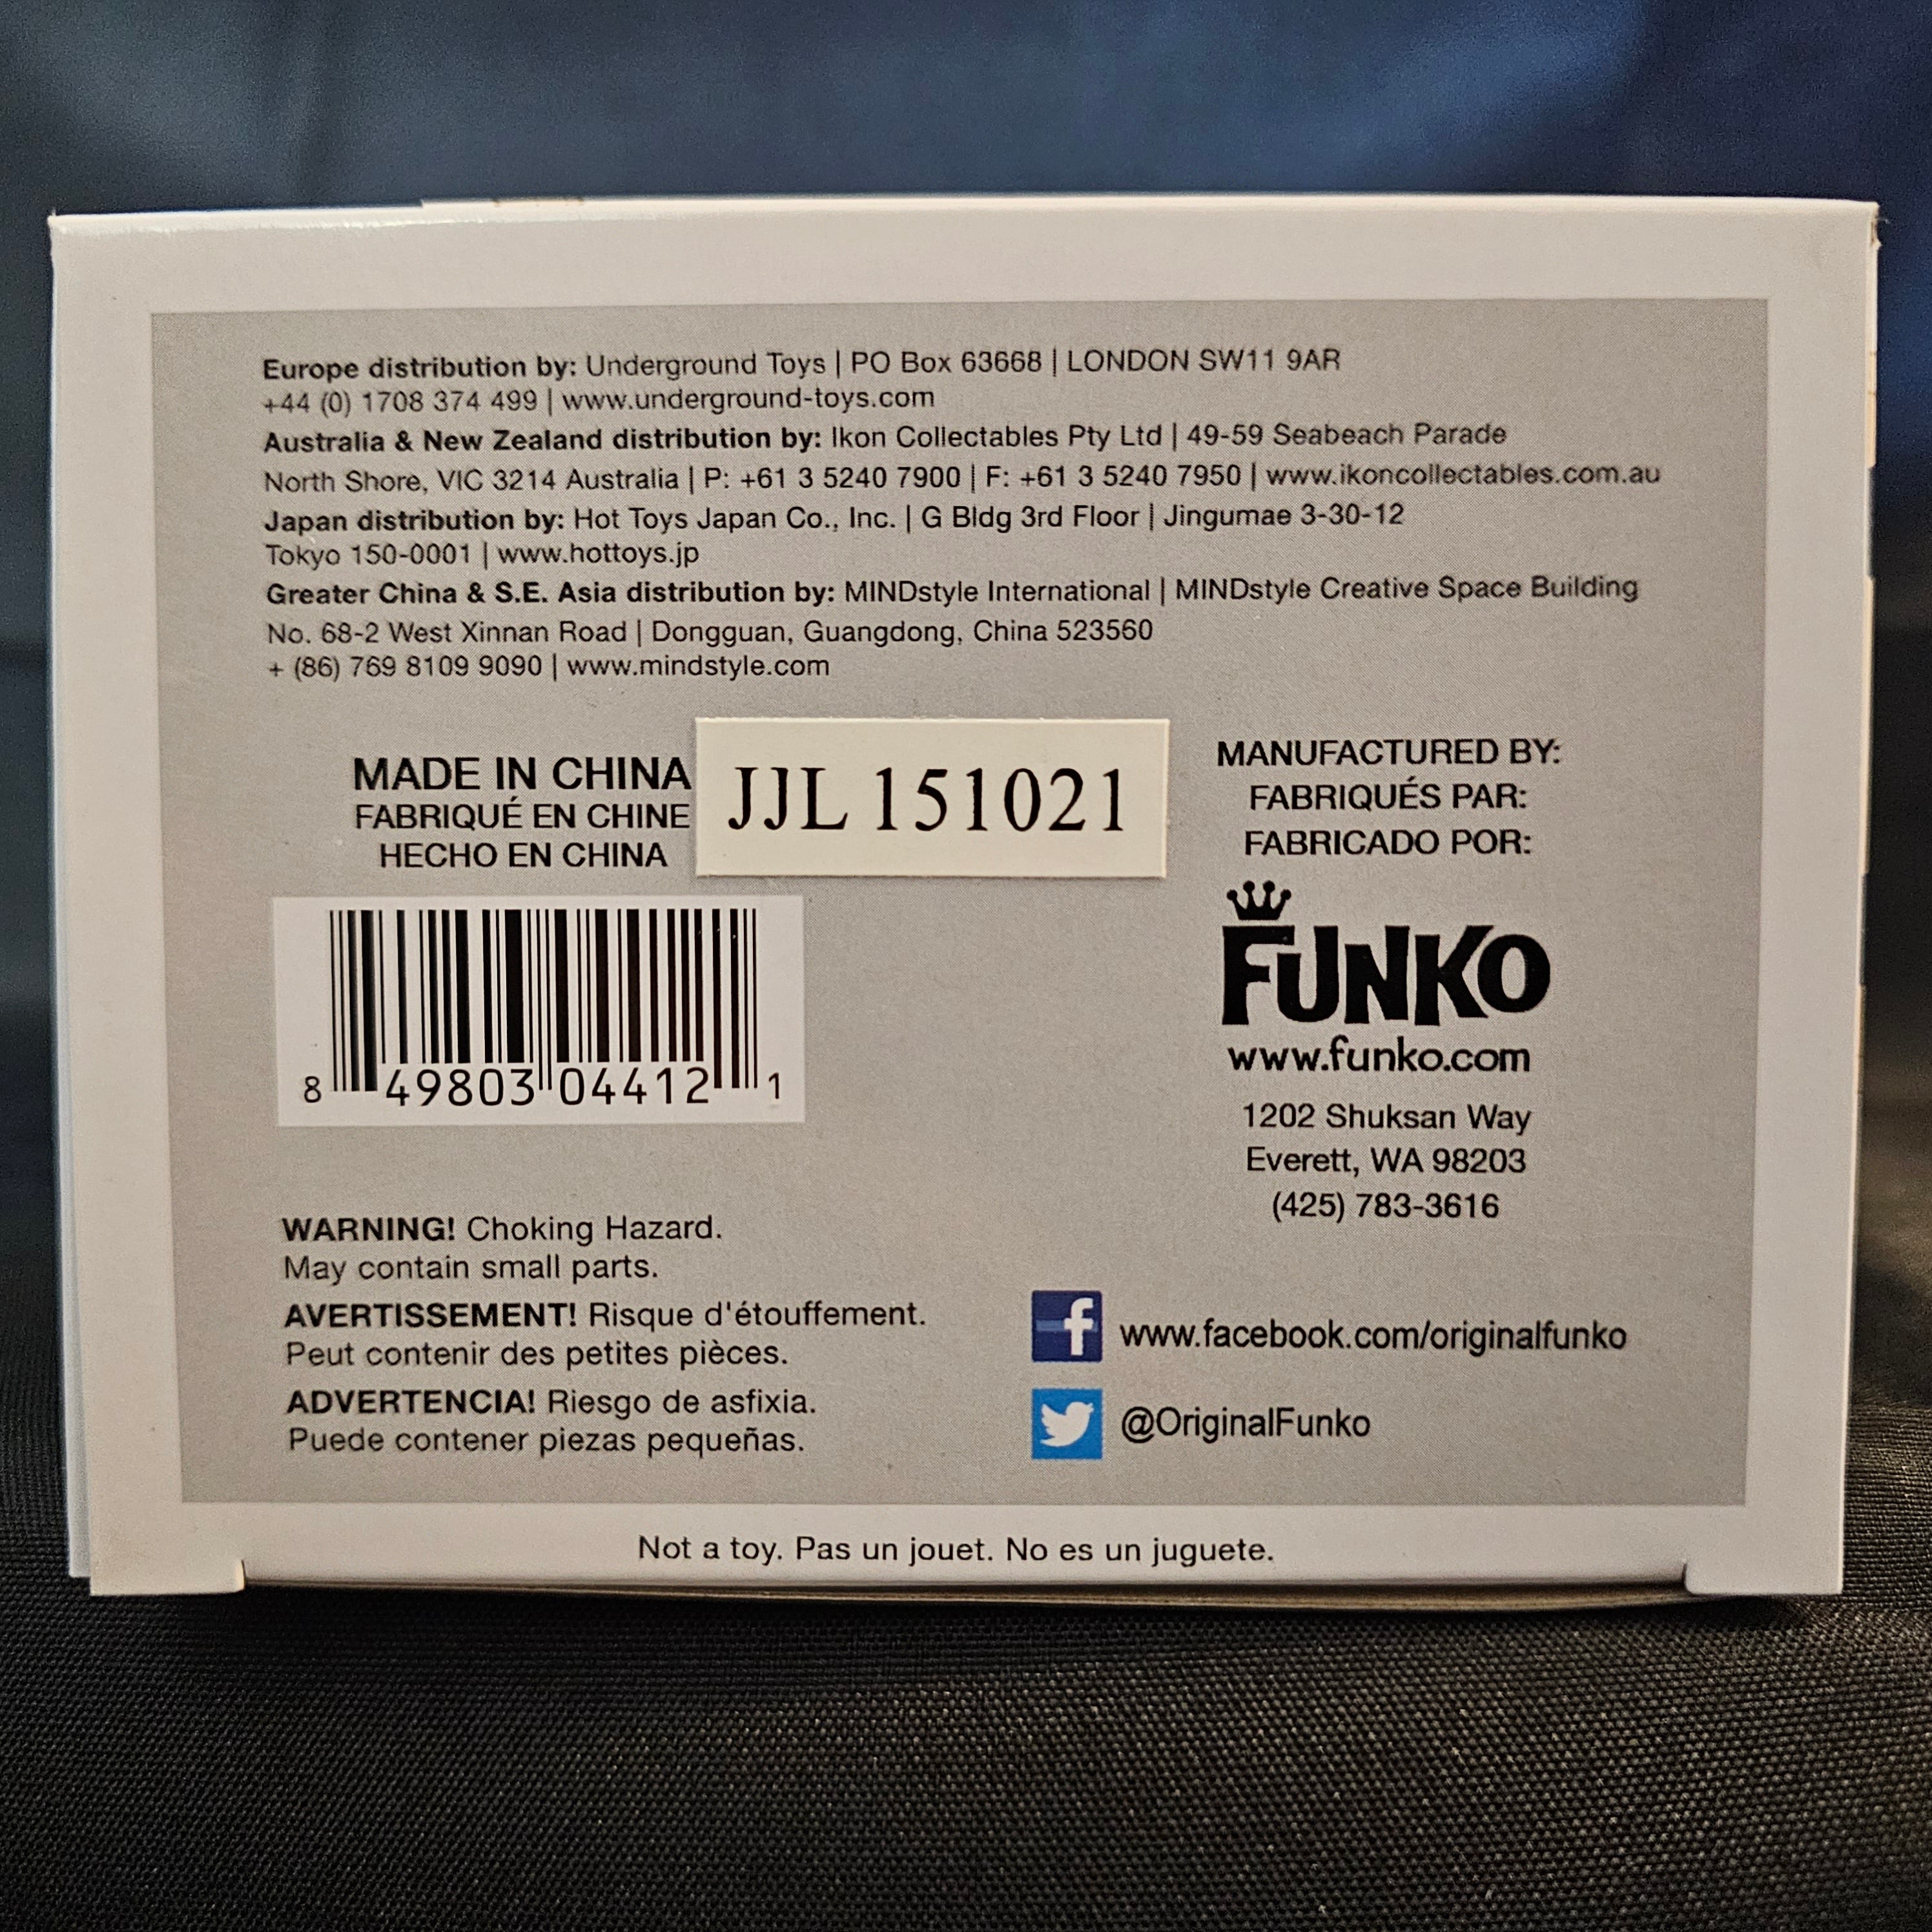 Europe distribution by: Underground Toys | PO Box 63668 | LONDON SW11 9AR
+44 (0) 1708 374 499 | www.underground-toys.com
Australia & New Zealand distribution by: Ikon Collectables Pty Ltd | 49-59 Seabeach Parade
North Shore, VIC 3214 Australia | P: +61 3 5240 7900 | F: +61 3 5240 7950 | www.ikoncollectables.com.au
Japan distribution by: Hot Toys Japan Co., Inc. | G Bldg 3rd Floor | Jingumae 3-30-12
Tokyo 150-0001 | www.hottoys.jp
Greater China & S.E. Asia distribution by: MINDstyle International | MINDstyle Creative Space Building
No. 68-2 West Xinnan Road | Dongguan, Guangdong, China 523560
+ (86) 769 8109 9090 | www.mindstyle.com
MADE IN CHINA
FABRIQUÉ EN CHINE
HECHO EN CHINA
JJL 151021
MANUFACTURED BY:
FABRIQUÉS PAR:
FABRICADO POR:
FUNKO
www.funko.com
1202 Shuksan Way
Everett, WA 98203
(425) 783-3616
8 49803 04412 1
WARNING! Choking Hazard.
May contain small parts.
AVERTISSEMENT! Risque d'étouffement.
Peut contenir des petites pièces.
ADVERTENCIA! Riesgo de asfixia.
Puede contener piezas pequeñas.
f www.facebook.com/originalfunko
@OriginalFunko
Not a toy. Pas un jouet. No es un juguete.